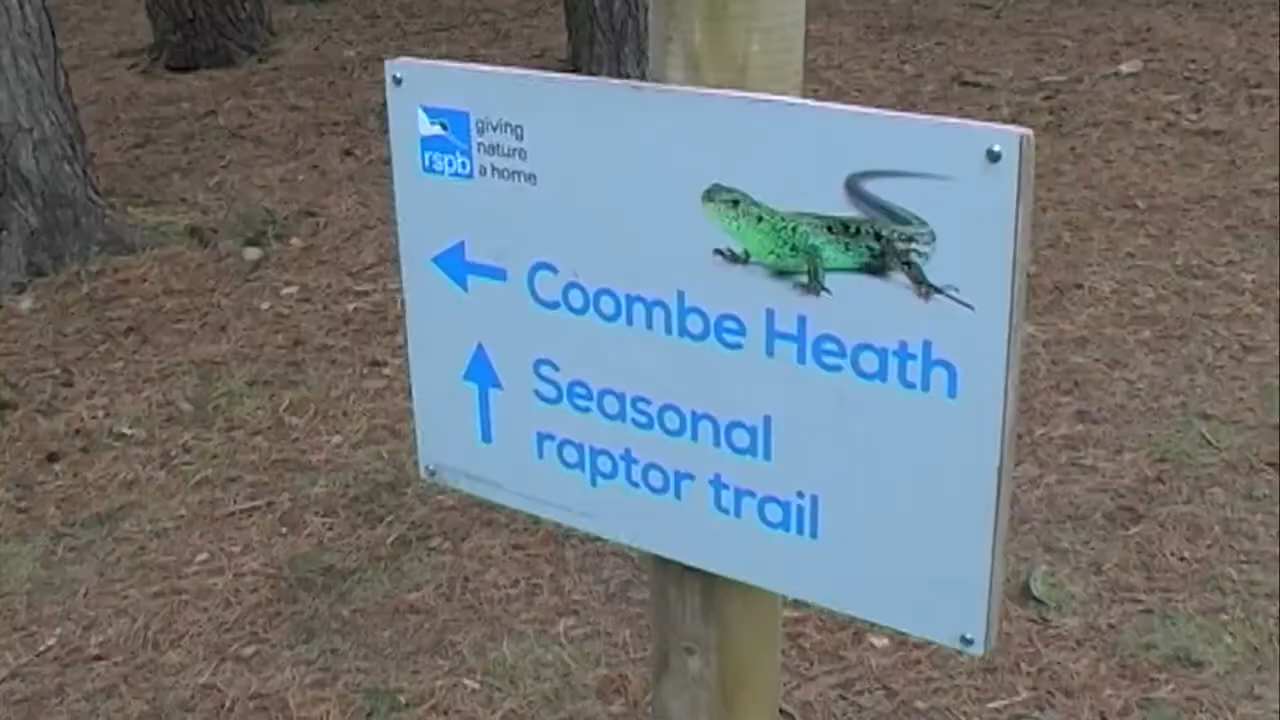 giving
nature
a home
rspb
Coombe Heath
Seasonal
raptor trail